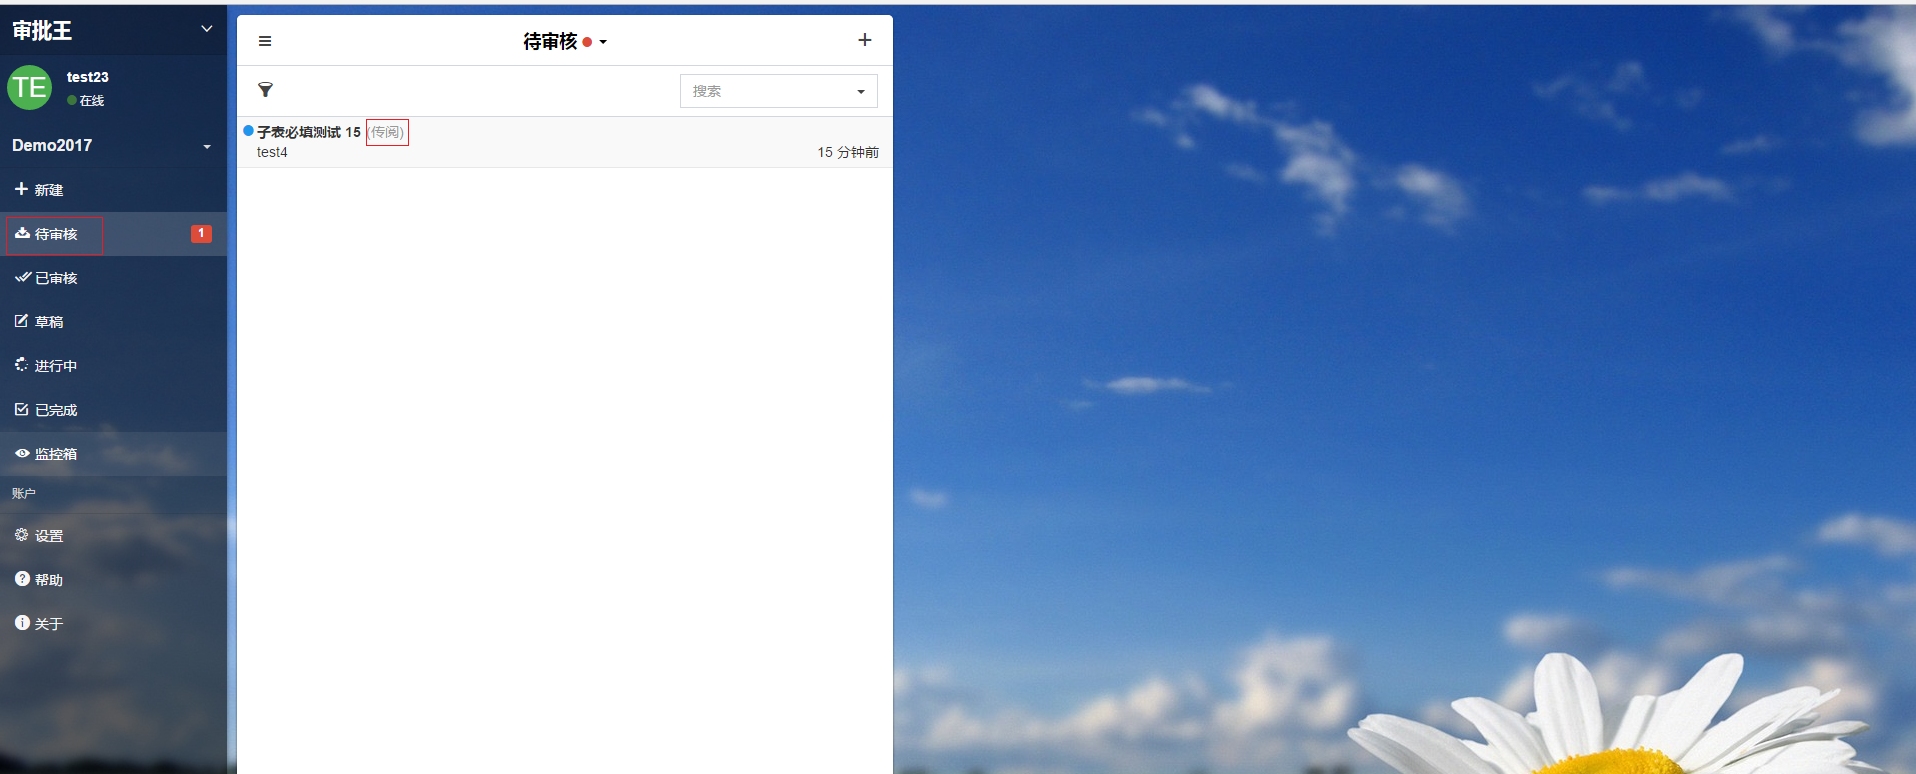 审批王
TE
test23
在线
Demo2017
新建
待审核
1
已审核
草稿
进行中
已完成
监控箱
账户
设置
帮助
关于
待审核
搜索
子表必填测试 15 (传阅)
test4
15 分钟前